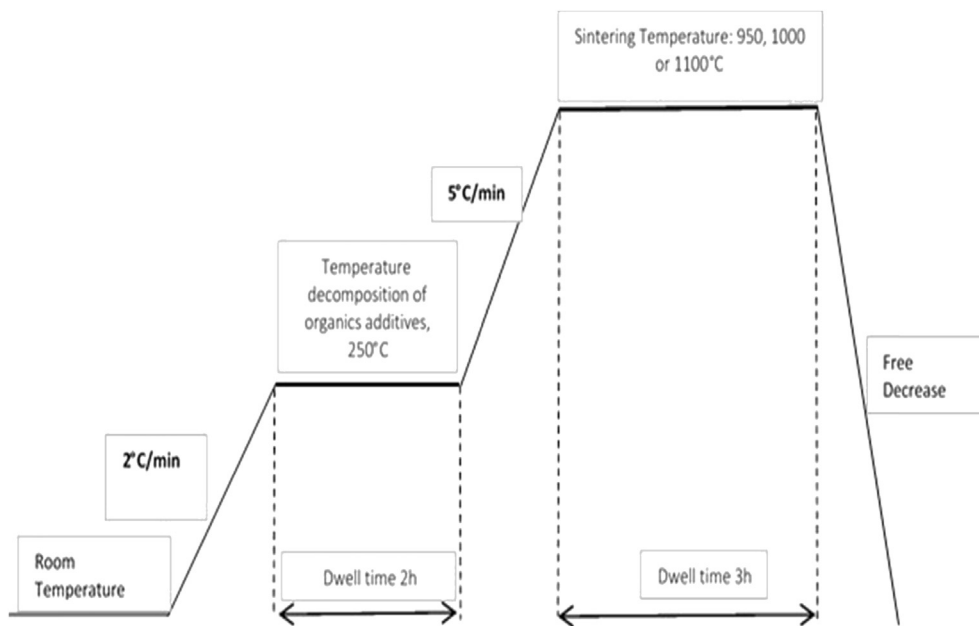 Sintering Temperature: 950, 1000
or 1100°C
5°C/min
Temperature
decomposition of
organics additives,
250°C
Free
Decrease
2°C/min
Room
Temperature
Dwell time 2h
Dwell time 3h